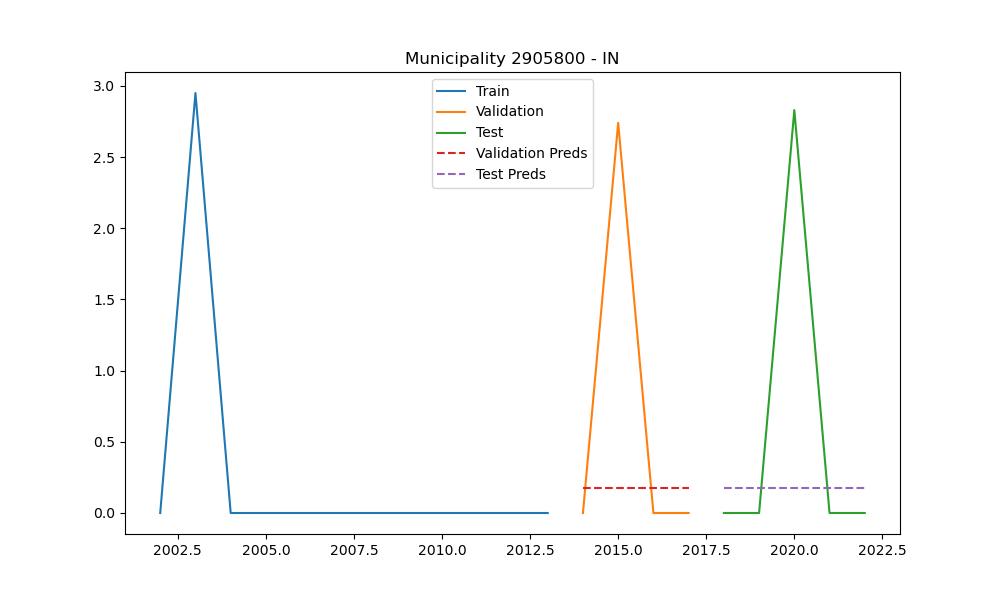 Municipality 2905800 - IN
Train
Validation
Test
Validation Preds
Test Preds
3.0
2.5
2.0
1.5
1.0
0.5
0.0
2002.5 2005.0 2007.5 2010.0 2012.5 2015.0 2017.5 2020.0 2022.5